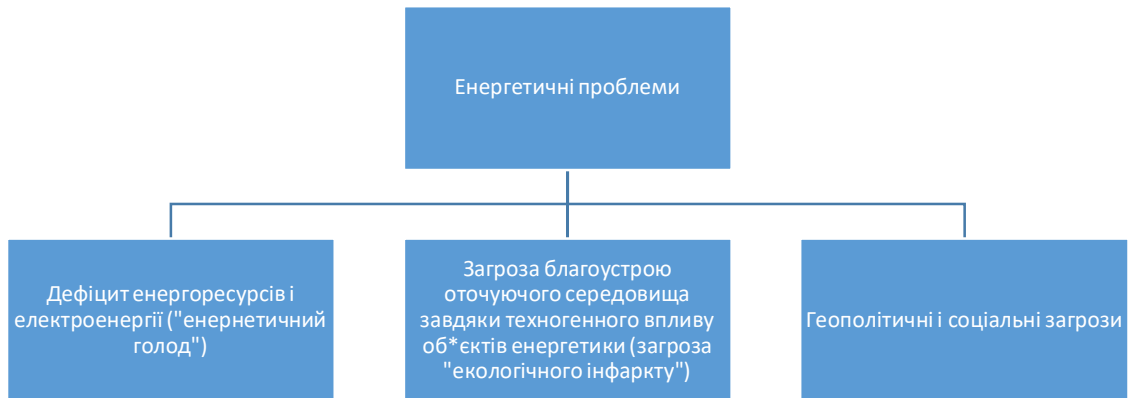 Енергетичні проблеми
Дефіцит енергоресурсів і
електроенергії ("енернетичний
голод")
Загроза благоустрою
оточуючого середовища
завдяки техногенного впливу
об*єктів енергетики (загроза
"екологічного інфаркту")
Геополітичні і соціальні загрози